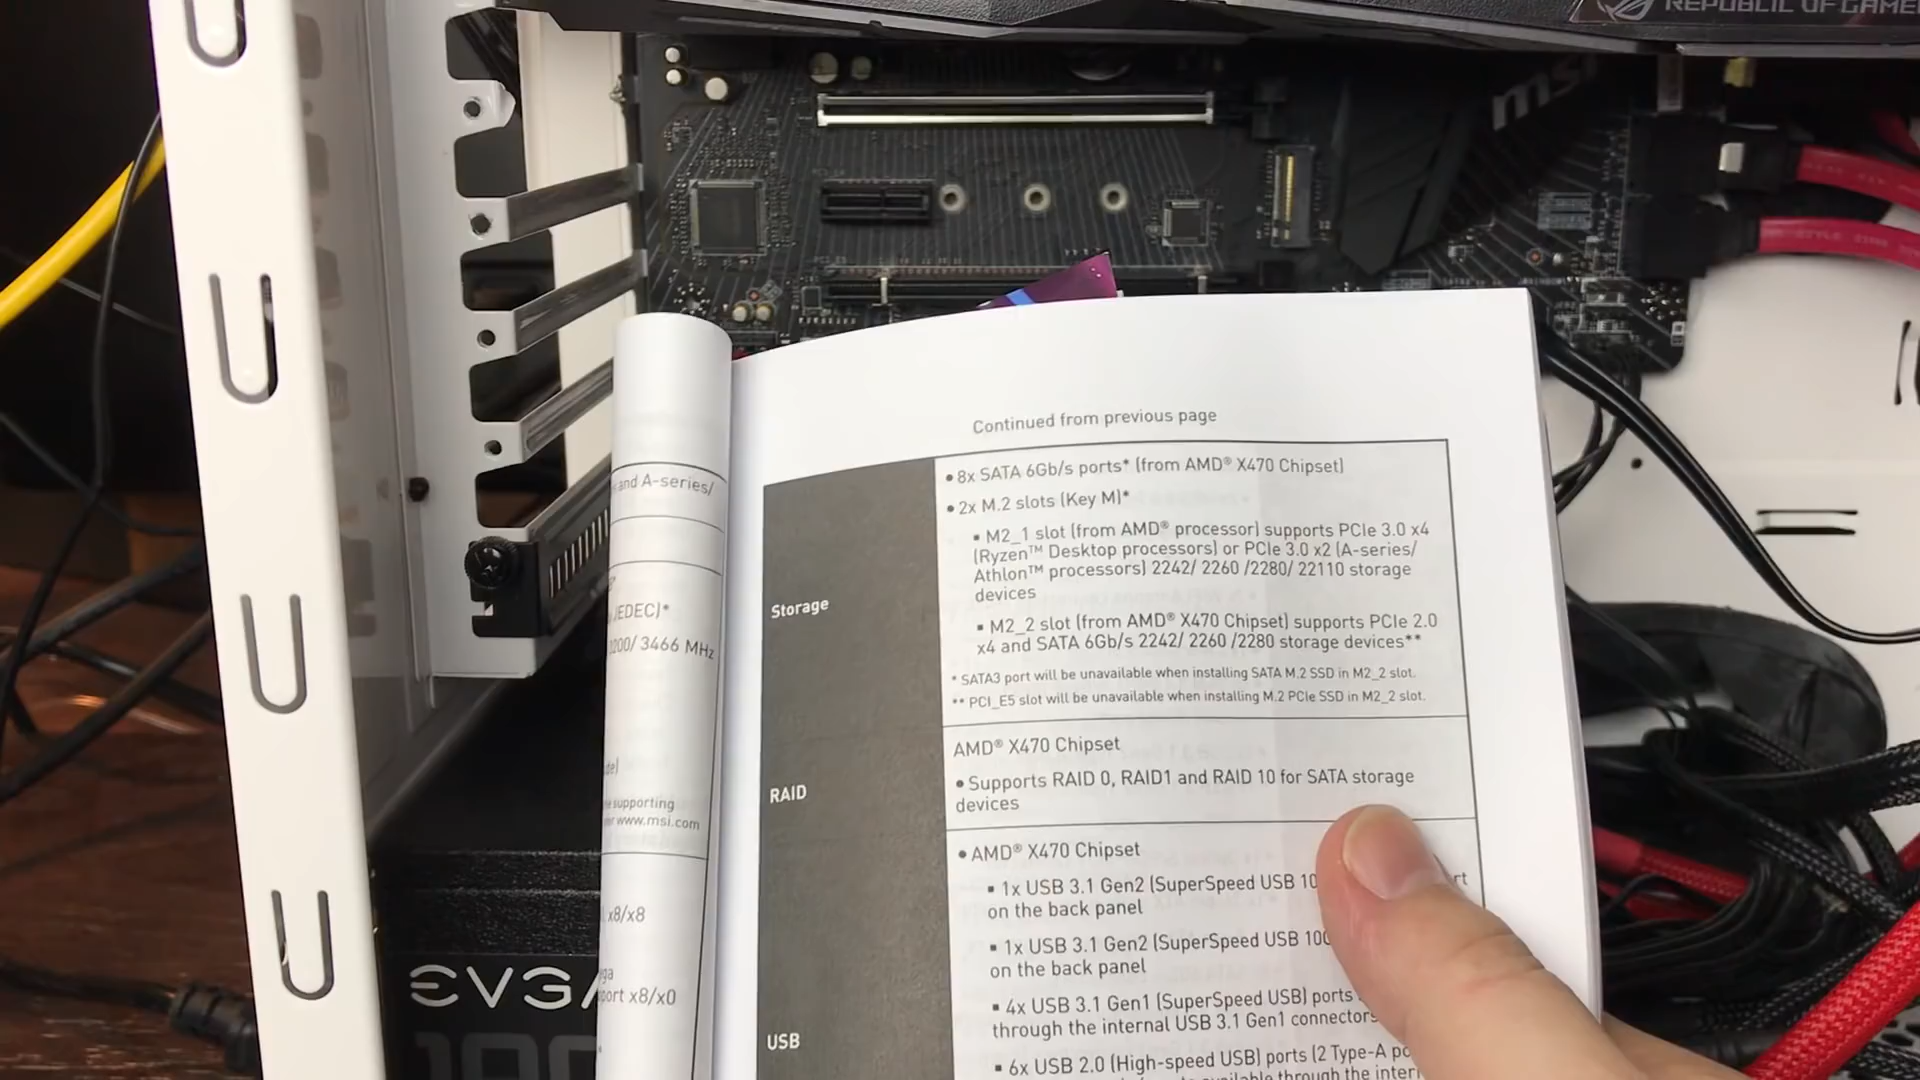 REPUBLIC OF GAMERS
msi
Continued from previous page
and A-series/
JEDEC)*
3200/ 3466 MHz
supporting
www.msi.com
x8/x8
port x8/x0
Storage
• 8x SATA 6Gb/s ports* (from AMD® X470 Chipset)
• 2x M.2 slots (Key M)*
▪ M2_1 slot (from AMD® processor) supports PCIe 3.0 x4
(Ryzen™ Desktop processors) or PCIe 3.0 x2 (A-series/
Athlon™ processors) 2242/ 2260 /2280/ 22110 storage
devices
▪ M2_2 slot (from AMD® X470 Chipset) supports PCIe 2.0
x4 and SATA 6Gb/s 2242/ 2260 /2280 storage devices**
* SATA3 port will be unavailable when installing SATA M.2 SSD in M2_2 slot.
** PCI_E5 slot will be unavailable when installing M.2 PCIe SSD in M2_2 slot.
RAID
AMD® X470 Chipset
• Supports RAID 0, RAID1 and RAID 10 for SATA storage
devices
USB
• AMD® X470 Chipset
▪ 1x USB 3.1 Gen2 (SuperSpeed USB 10
on the back panel
▪ 1x USB 3.1 Gen2 (SuperSpeed USB 10G
on the back panel
▪ 4x USB 3.1 Gen1 (SuperSpeed USB) ports
through the internal USB 3.1 Gen1 connectors
▪ 6x USB 2.0 (High-speed USB) ports (2 Type-A
available through the
EVGA